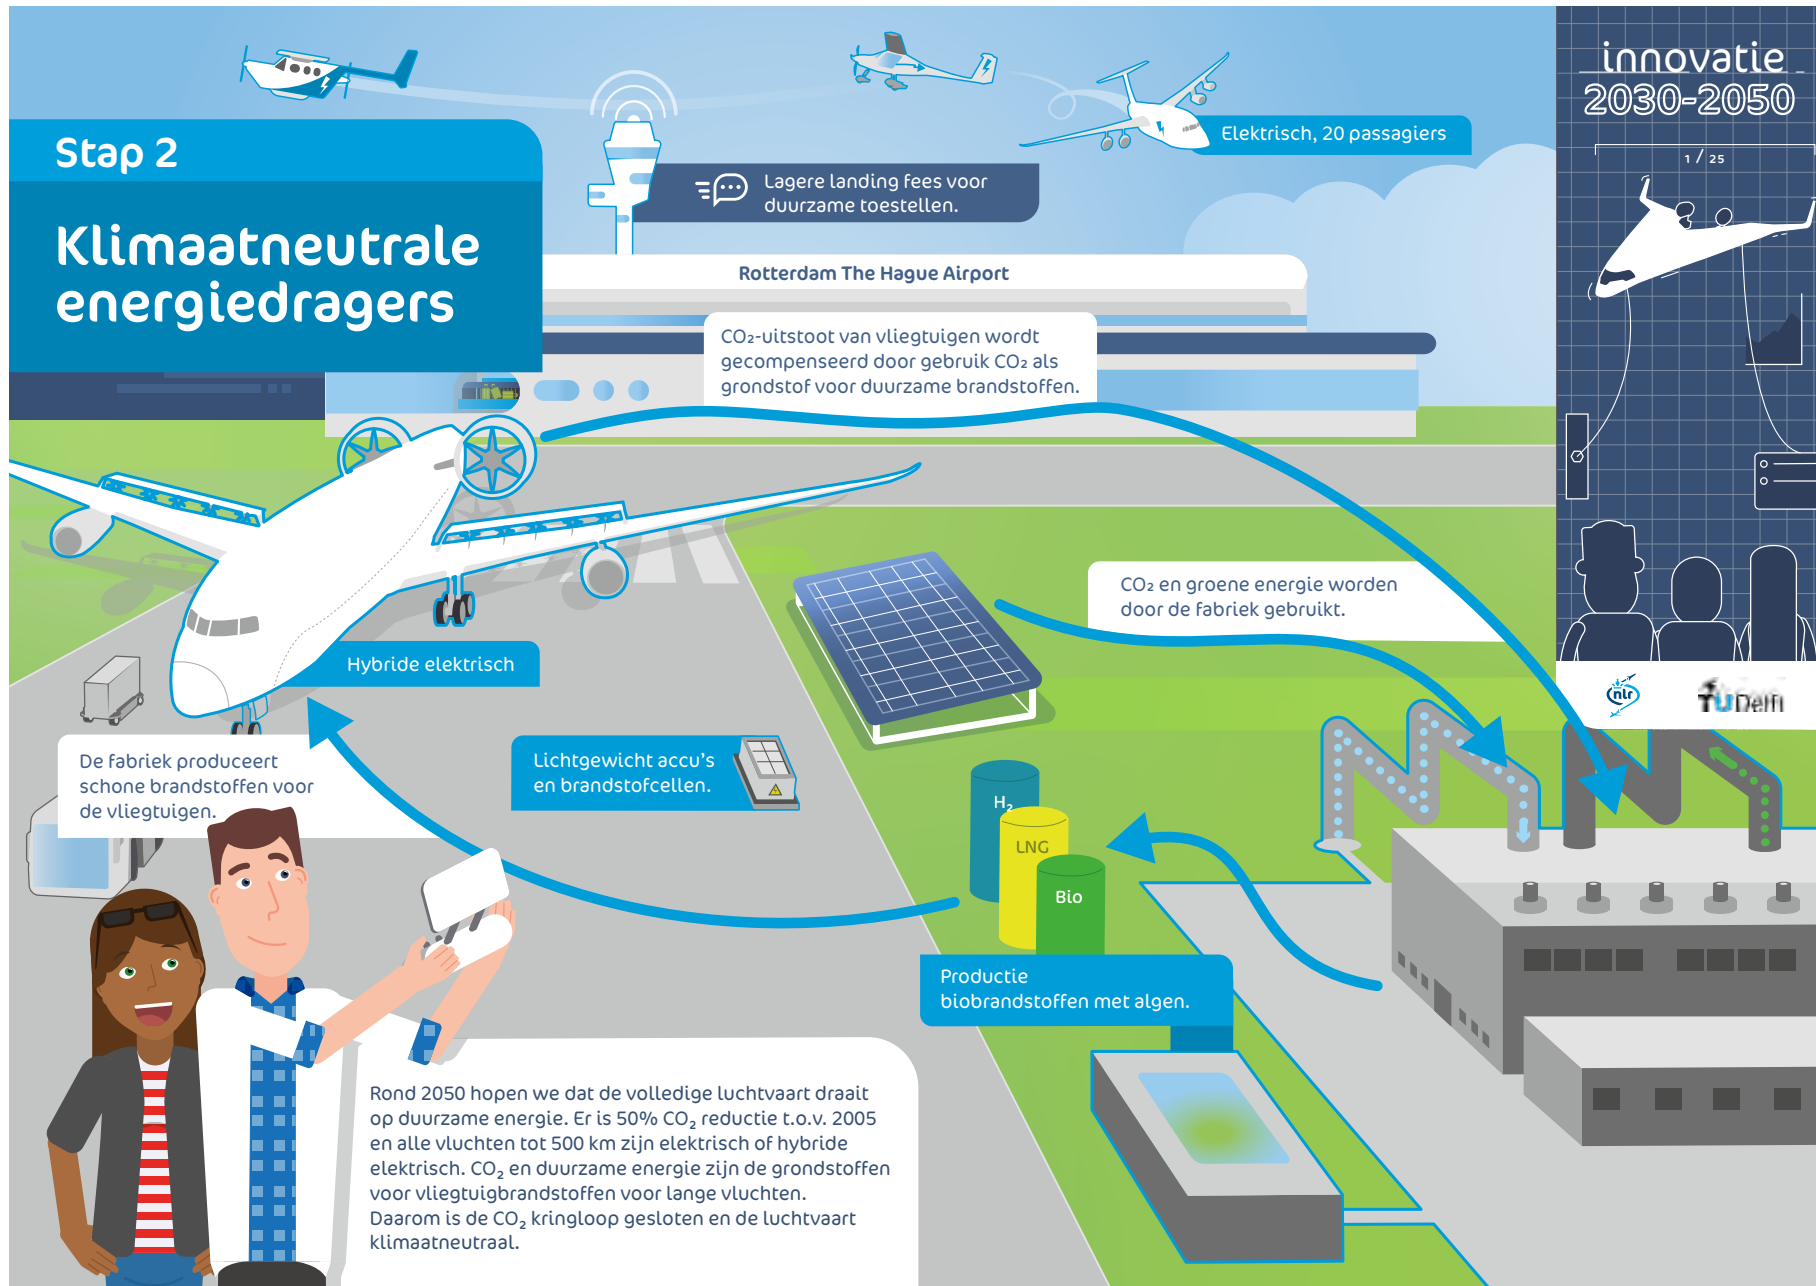 innovatie
2030-2050
1 / 25
Elektrisch, 20 passagiers
Stap 2
Klimaatneutrale
energiedragers
Lagere landing fees voor
duurzame toestellen.
Rotterdam The Hague Airport
CO₂-uitstoot van vliegtuigen wordt
gecompenseerd door gebruik CO₂ als
grondstof voor duurzame brandstoffen.
CO₂ en groene energie worden
door de fabriek gebruikt.
Hybride elektrisch
nlr
TU Delft
De fabriek produceert
schone brandstoffen voor
de vliegtuigen.
Lichtgewicht accu's
en brandstofcellen.
H₂
LNG
Bio
Productie
biobrandstoffen met algen.
Rond 2050 hopen we dat de volledige luchtvaart draait
op duurzame energie. Er is 50% CO₂ reductie t.o.v. 2005
en alle vluchten tot 500 km zijn elektrisch of hybride
elektrisch. CO₂ en duurzame energie zijn de grondstoffen
voor vliegtuigbrandstoffen voor lange vluchten.
Daarom is de CO₂ kringloop gesloten en de luchtvaart
klimaatneutraal.